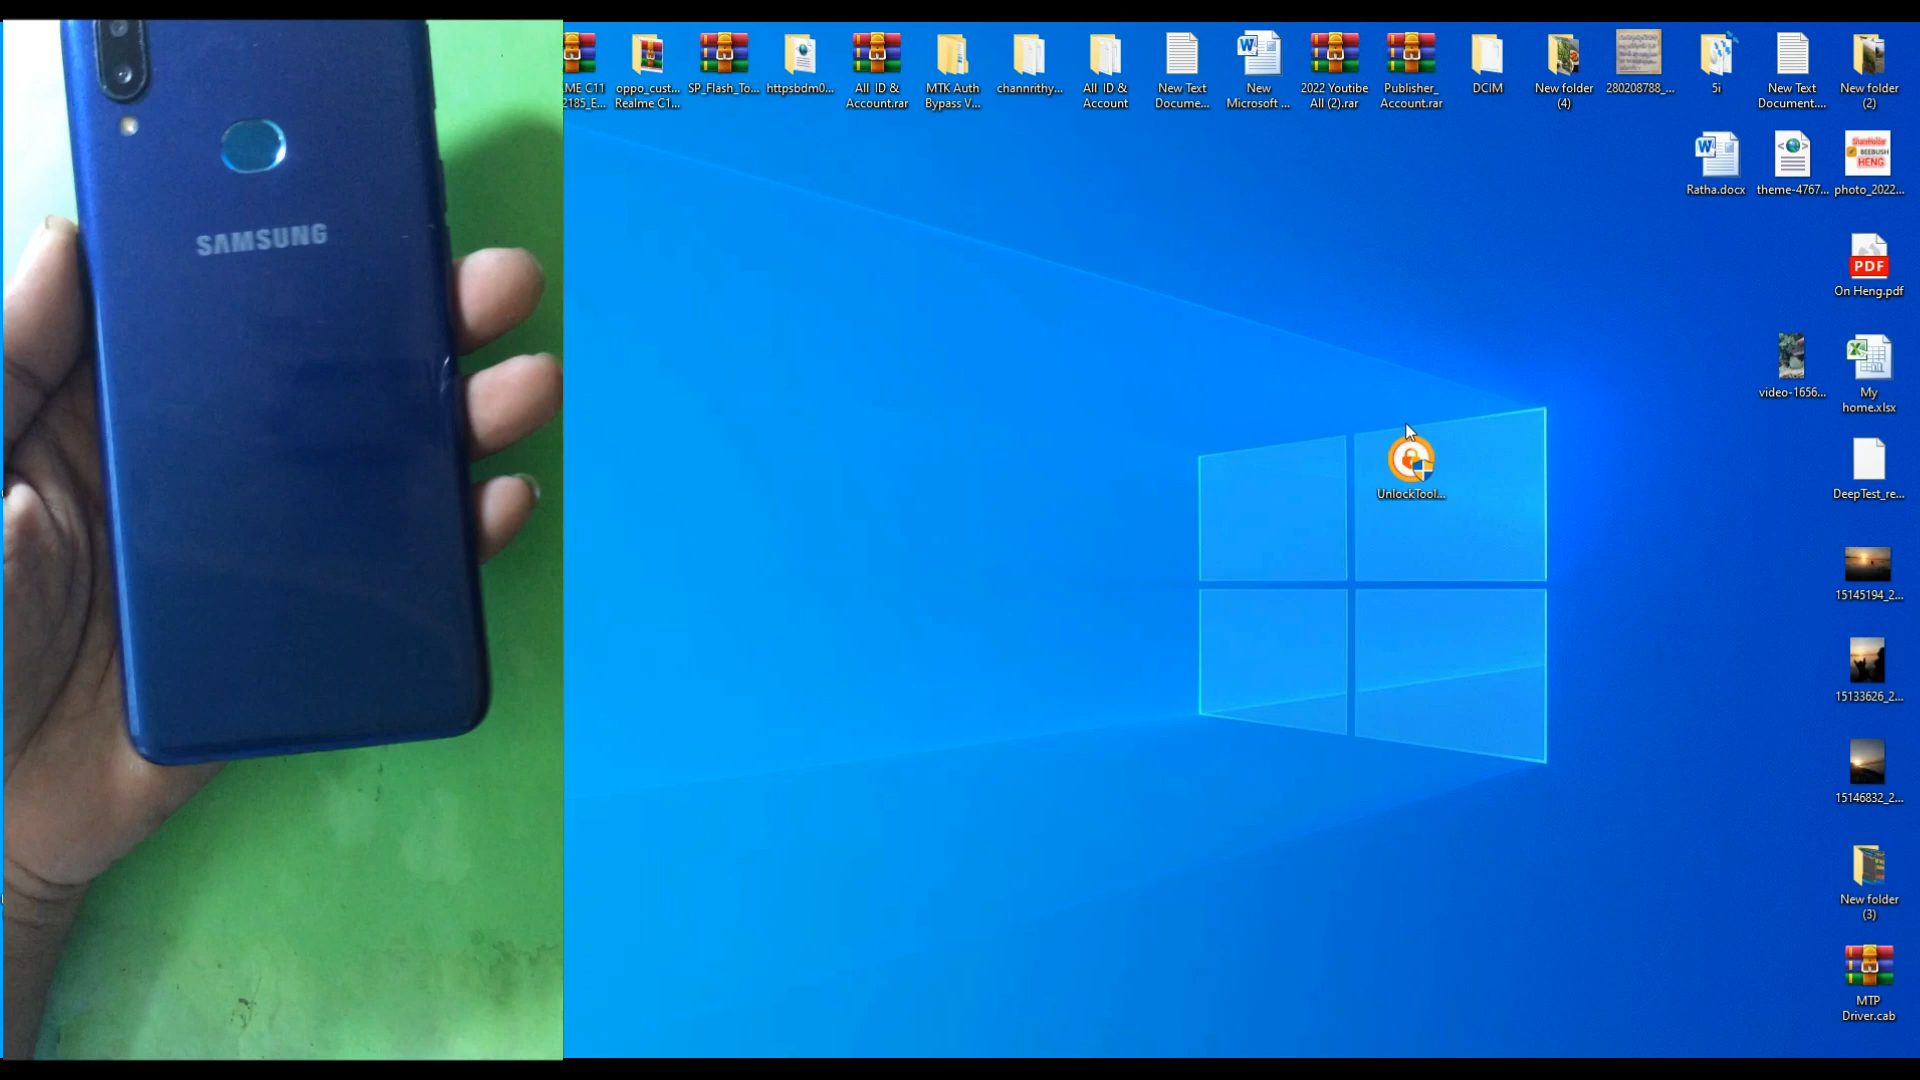 SAMSUNG
ME C11
2185_E...
oppo_cust...
Realme C1...
SP_Flash_To...
httpsbdm0...
All ID &
Account.rar
MTK Auth
Bypass V...
channrithy...
All ID &
Account
New Text
Docume...
New
Microsoft ...
2022 Youtibe
All (2).rar
Publisher_
Account.rar
DCIM
New folder
(4)
280208788_...
5i
New Text
Document....
New folder
(2)
Ratha.docx
theme-4767...
BEEBUSH
HENG
photo_2022...
PDF
On Heng.pdf
video-1656...
My
home.xlsx
UnlockTool...
DeepTest_re...
15145194_2...
15133626_2...
15146832_2...
New folder
(3)
MTP
Driver.cab